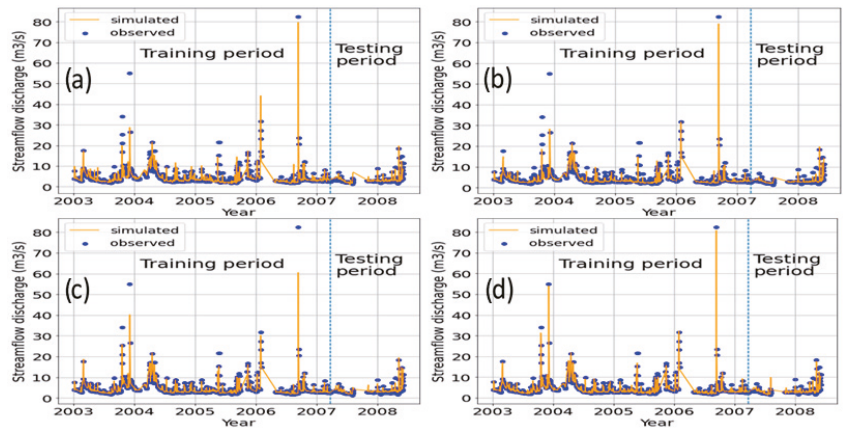 80
70
60
50
40
30
20
10
0
Streamflow discharge (m3/s)
simulated
observed
Training period
Testing
period
(a)
2003 2004 2005 2006 2007 2008
Year
80
70
60
50
40
30
20
10
0
Streamflow discharge (m3/s)
simulated
observed
Training period
Testing
period
(b)
2003 2004 2005 2006 2007 2008
Year
80
70
60
50
40
30
20
10
0
Streamflow discharge (m3/s)
simulated
observed
Training period
Testing
period
(c)
2003 2004 2005 2006 2007 2008
Year
80
70
60
50
40
30
20
10
0
Streamflow discharge (m3/s)
simulated
observed
Training period
Testing
period
(d)
2003 2004 2005 2006 2007 2008
Year